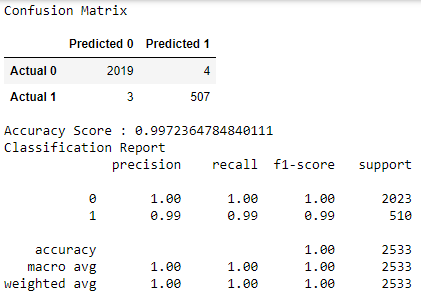 Confusion Matrix
Predicted 0 Predicted 1
Actual 0 2019 4
Actual 1 3 507
Accuracy Score : 0.9972364784840111
Classification Report
precision recall f1-score support
0 1.00 1.00 1.00 2023
1 0.99 0.99 0.99 510
accuracy 1.00 2533
macro avg 1.00 1.00 1.00 2533
weighted avg 1.00 1.00 1.00 2533